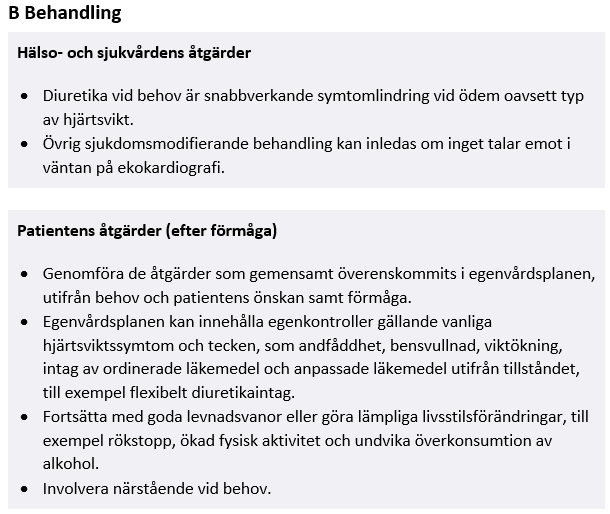 B Behandling
Hälso- och sjukvårdens åtgärder
• Diuretika vid behov är snabbverkande symtomlindring vid ödem oavsett typ
av hjärtsvikt.
• Övrig sjukdomsmodifierande behandling kan inledas om inget talar emot i
väntan på ekokardiografi.
Patientens åtgärder (efter förmåga)
• Genomföra de åtgärder som gemensamt överenskommits i egenvårdsplanen,
utifrån behov och patientens önskan samt förmåga.
• Egenvårdsplanen kan innehålla egenkontroller gällande vanliga
hjärtsviktssymtom och tecken, som andfåddhet, bensvullnad, viktökning,
intag av ordinerade läkemedel och anpassade läkemedel utifrån tillståndet,
till exempel flexibelt diuretikaintag.
• Fortsätta med goda levnadsvanor eller göra lämpliga livsstilsförändringar, till
exempel rökstopp, ökad fysisk aktivitet och undvika överkonsumtion av
alkohol.
• Involvera närstående vid behov.